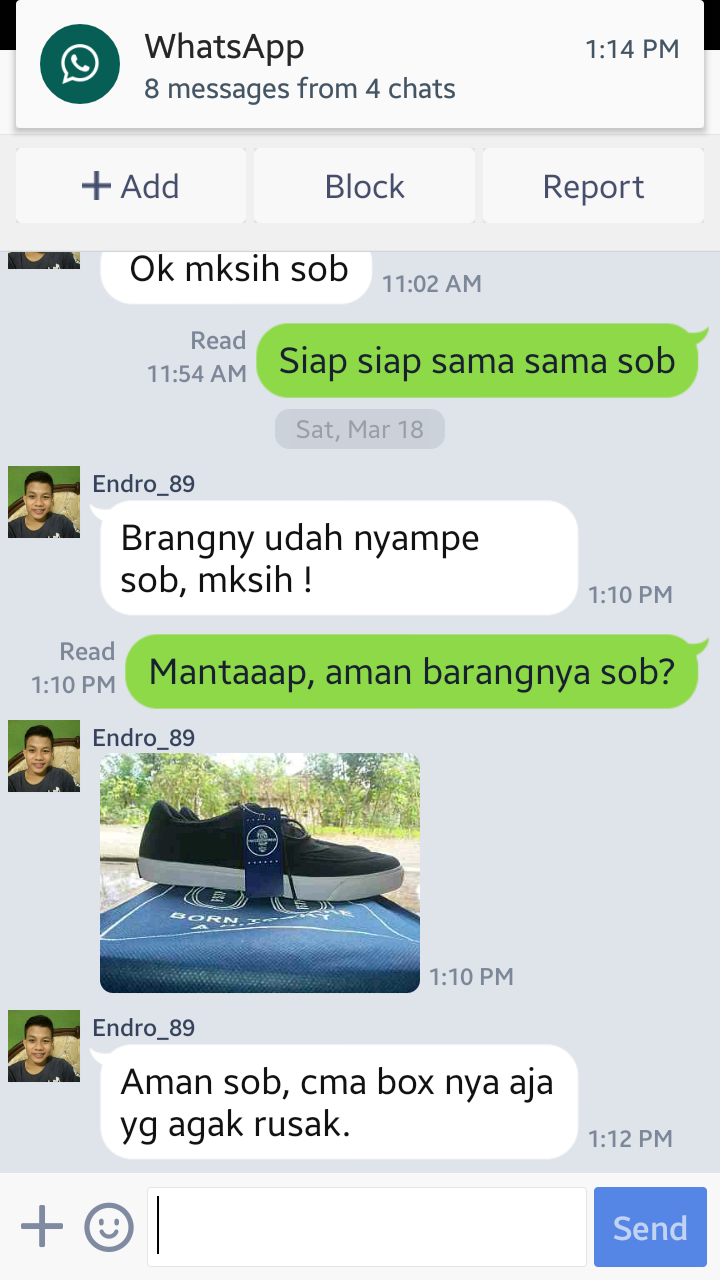 WhatsApp
1:14 PM
8 messages from 4 chats
+ Add
Block
Report
Ok mksih sob
11:02 AM
Read
11:54 AM
Siap siap sama sama sob
Sat, Mar 18
Endro_89
Brangny udah nyampe
sob, mksih !
1:10 PM
Read
1:10 PM
Mantaaap, aman barangnya sob?
Endro_89
BORN
A
1:10 PM
Endro_89
Aman sob, cma box nya aja
yg agak rusak.
1:12 PM
Send